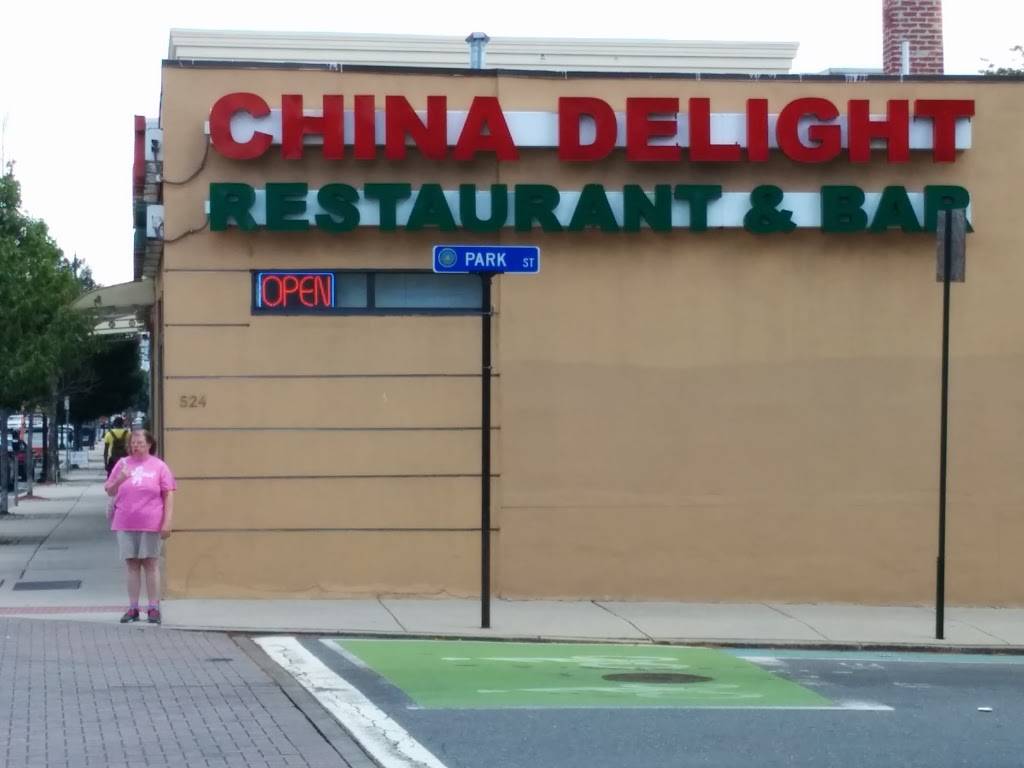 CHINA DELIGHT
RESTAURANT & BAR
PARK ST
OPEN
524